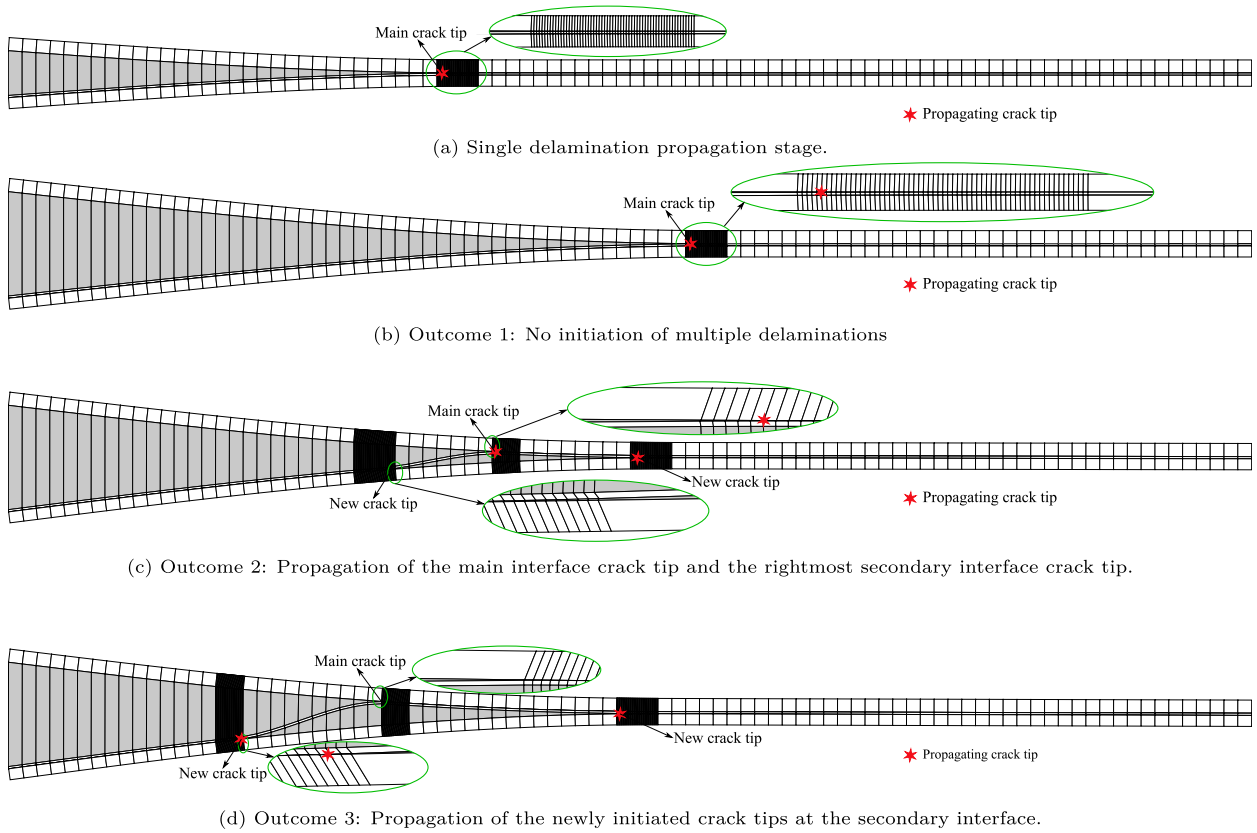 Main crack tip
Propagating crack tip
(a) Single delamination propagation stage.
Main crack tip
Propagating crack tip
(b) Outcome 1: No initiation of multiple delaminations
Main crack tip
New crack tip
New crack tip
Propagating crack tip
(c) Outcome 2: Propagation of the main interface crack tip and the rightmost secondary interface crack tip.
Main crack tip
New crack tip
New crack tip
Propagating crack tip
(d) Outcome 3: Propagation of the newly initiated crack tips at the secondary interface.